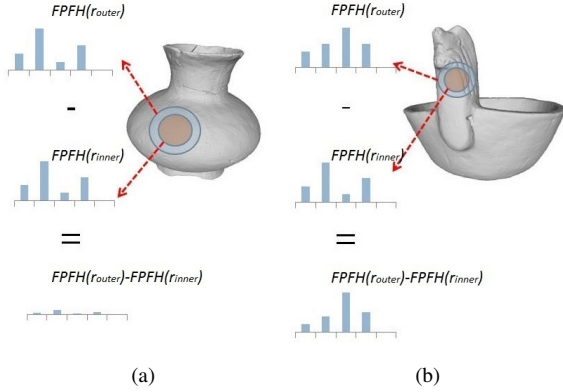 FPFH(router)
-
FPFH(rinner)
=
FPFH(router)-FPFH(rinner)
(a)
FPFH(router)
-
FPFH(rinner)
=
FPFH(router)-FPFH(rinner)
(b)